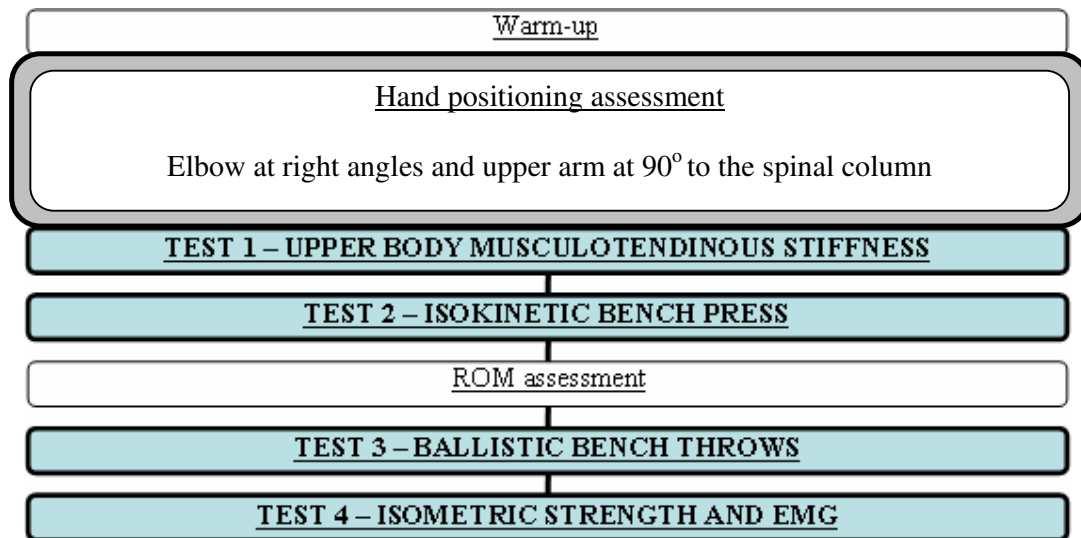 Warm-up
Hand positioning assessment
Elbow at right angles and upper arm at 90° to the spinal column
TEST 1 – UPPER BODY MUSCULOTENDINOUS STIFFNESS
TEST 2 – ISOKINETIC BENCH PRESS
ROM assessment
TEST 3 – BALLISTIC BENCH THROWS
TEST 4 – ISOMETRIC STRENGTH AND EMG